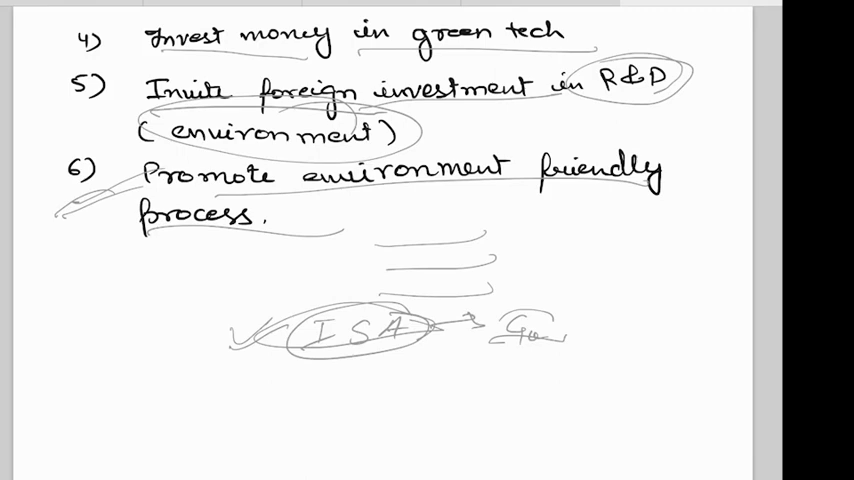 4) Invest money in green tech
5) Invite foreign investment in R&D
(environment)
6) Promote environment friendly
process.
ISA